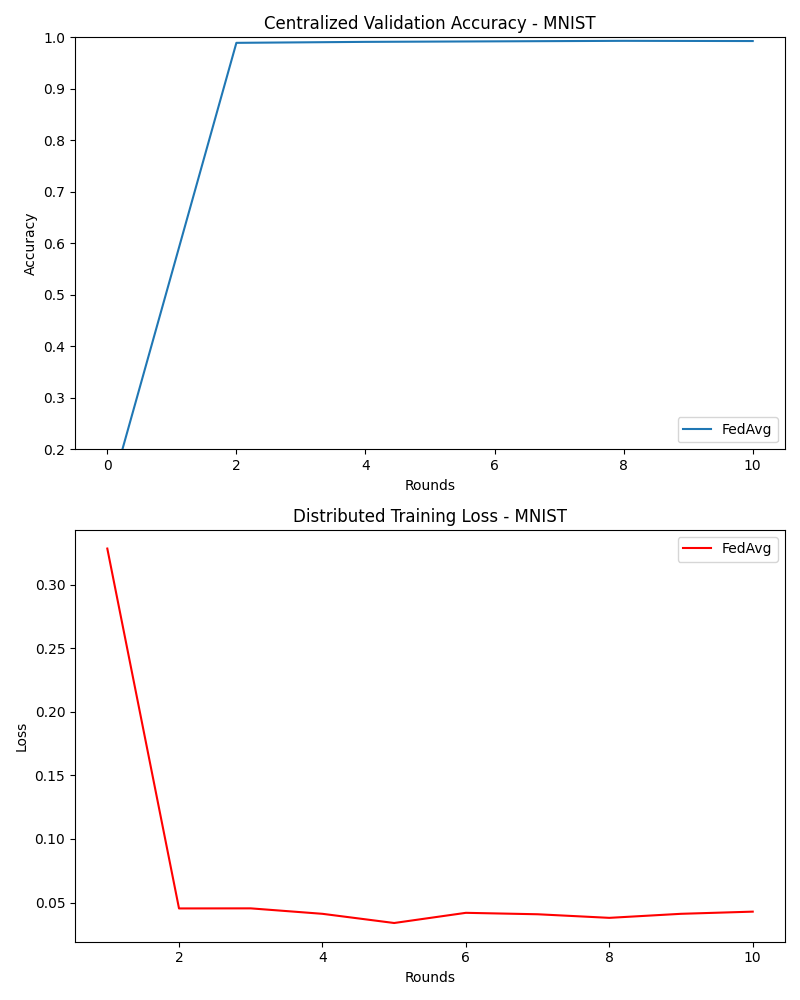 Centralized Validation Accuracy - MNIST
1.0
0.9
0.8
0.7
0.6
0.5
0.4
0.3
0.2
Accuracy
FedAvg
0 2 4 6 8 10
Rounds
Distributed Training Loss - MNIST
FedAvg
0.30
0.25
0.20
0.15
0.10
0.05
Loss
2 4 6 8 10
Rounds